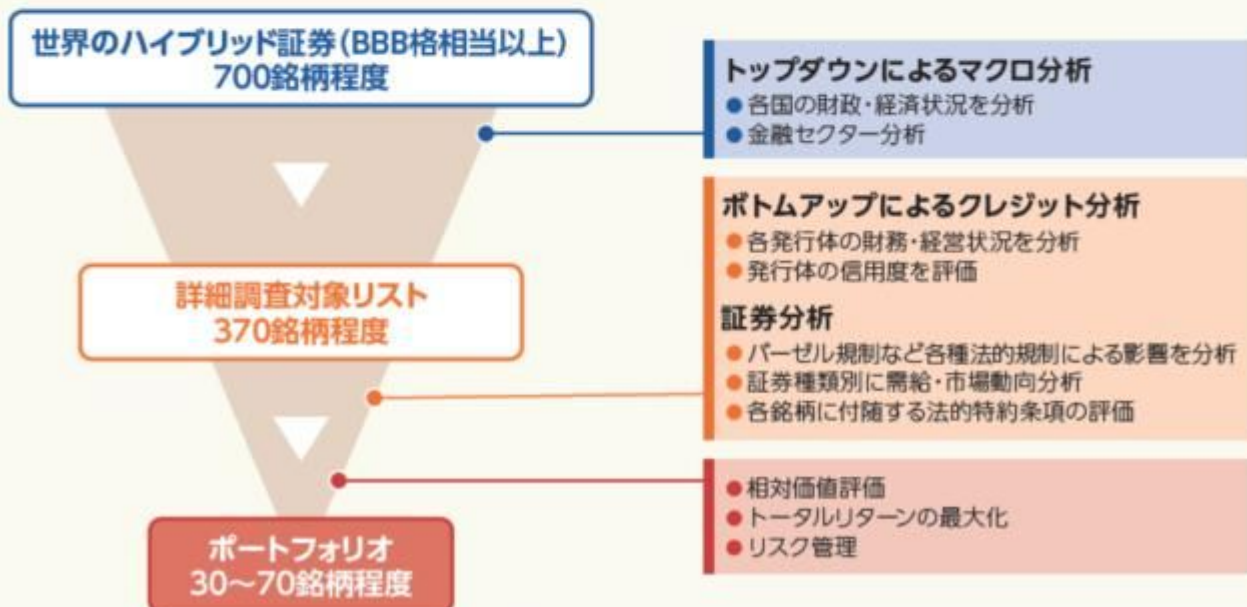 世界のハイブリッド証券(BBB格相当以上)
700銘柄程度
トップダウンによるマクロ分析
●各国の財政・経済状況を分析
●金融セクター分析
詳細調査対象リスト
370銘柄程度
ボトムアップによるクレジット分析
●各発行体の財務・経営状況を分析
●発行体の信用度を評価
証券分析
●バーゼル規制など各種法的規制による影響を分析
●証券種類別に需給・市場動向分析
●各銘柄に付随する法的特約条項の評価
ポートフォリオ
30～70銘柄程度
●相対価値評価
●トータルリターンの最大化
●リスク管理